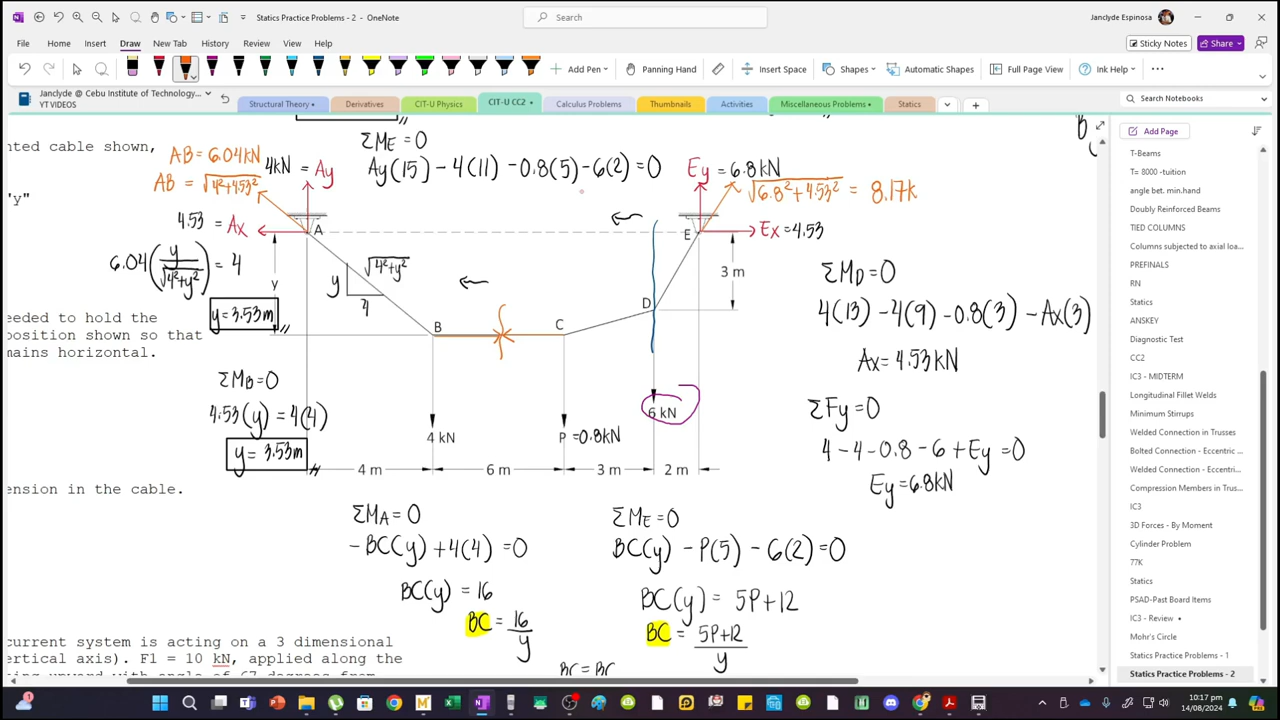 Statics Practice Problems - 2 - OneNote
Search
Janclyde Espinosa
File Home Insert Draw New Tab History Review View Help
Sticky Notes
Share
Add Pen
Panning Hand
Insert Space
Shapes
Automatic Shapes
Full Page View
Ink Help
Janclyde @ Cebu Institute of Technology...
YT VIDEOS
Structural Theory
Derivatives
CIT-U Physics
CIT-U CC2
Calculus Problems
Thumbnails
Activities
Miscellaneous Problems
Statics
Search Notebooks
Add Page
T-Beams
T= 8000 -tuition
angle bet. min.hand
Doubly Reinforced Beams
TIED COLUMNS
Columns subjected to axial loa...
PREFINALS
RN
Statics
ANSKEY
Diagnostic Test
CC2
IC3 - MIDTERM
Longitudinal Fillet Welds
Minimum Stirrups
Welded Connection in Trusses
Bolted Connection - Eccentric ...
Welded Connection - Eccentri...
Compression Members in Trus...
IC3
3D Forces - By Moment
Cylinder Problem
77K
Statics
PSAD-Past Board Items
IC3 - Review
Mohr's Circle
Statics Practice Problems - 1
Statics Practice Problems - 2
nted cable shown,
"y"
eeded to hold the
position shown so that
mains horizontal.
ension in the cable.
current system is acting on a 3 dimensional
vertical axis). F1 = 10 kN, applied along the
ΣME = 0
Ay(15) - 4(11) - 0.8(5) - 6(2) = 0
AB = 6.04kN
AB = √4²+4.53²
4kN = Ay
4.53 = Ax
A
6.04(y/√4²+y²) = 4
y = 3.53m
y
√4²+y²
y
4
B
C
D
E
Ey = 6.8kN
√6.8²+4.53² = 8.17k
Ex = 4.53
3 m
ΣMD = 0
4(13) - 4(9) - 0.8(3) - Ax(3)
Ax = 4.53kN
ΣFy = 0
4 - 4 - 0.8 - 6 + Ey = 0
Ey = 6.8kN
ΣMB = 0
4.53(y) = 4(4)
y = 3.53m
4 kN
P =0.8kN
6 kN
4 m
6 m
3 m
2 m
ΣMA = 0
-BC(y) + 4(4) = 0
BC(y) = 16
BC = 16/y
ΣME = 0
BC(y) - P(5) - 6(2) = 0
BC(y) = 5P+12
BC = 5P+12/y
BC = BC
10:17 pm
14/08/2024